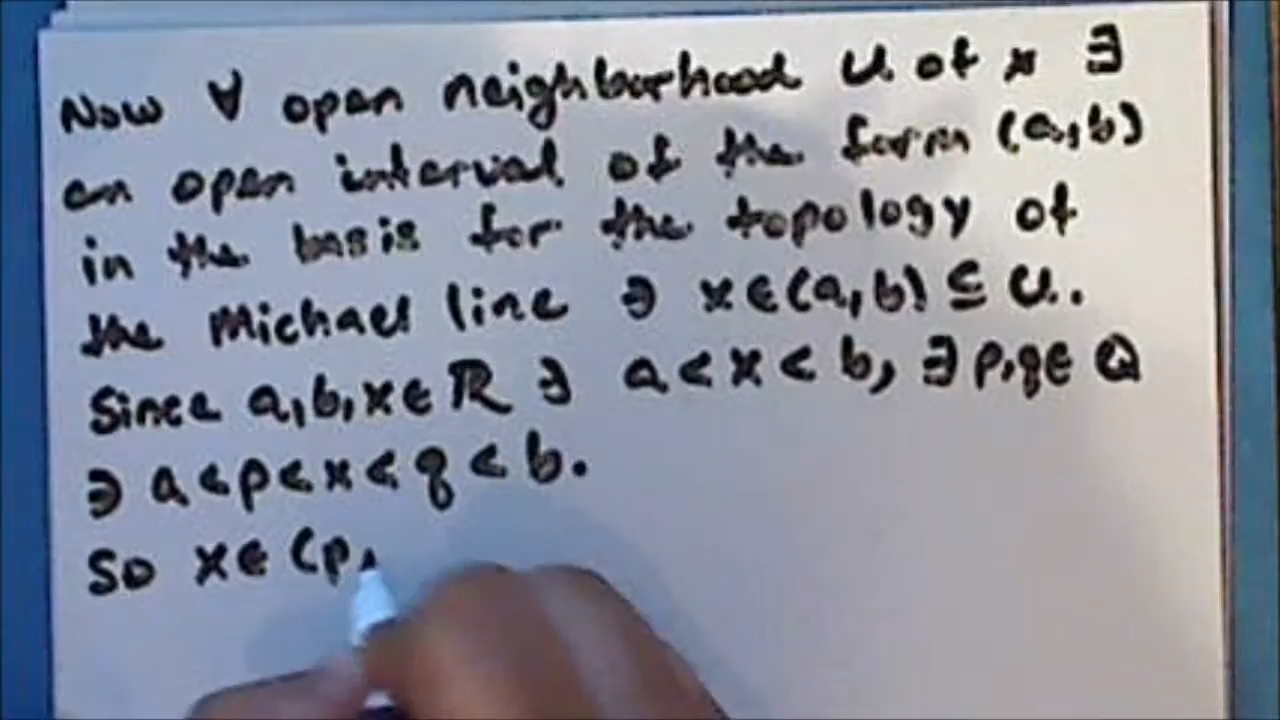 Now ∀ open neighborhood U of x ∃
an open interval of the form (a,b)
in the basis for the topology of
the Michael line ∋ x∈(a,b) ⊆ U.
Since a,b,x∈ℝ ∋ a<x<b, ∃ p,q∈ Q
∋ a<p<x<q<b.
So x∈(p,